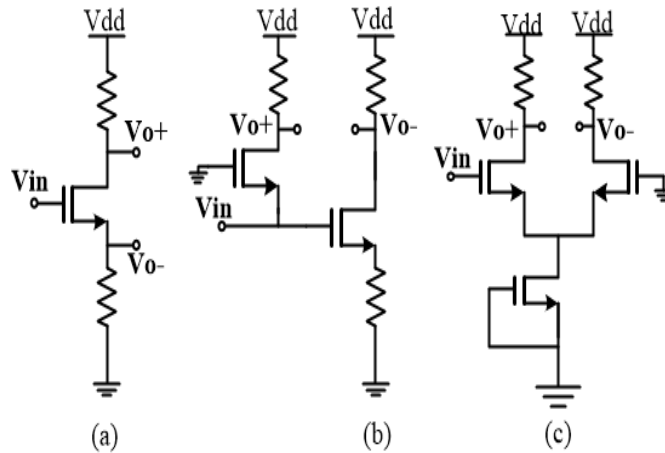 Vdd Vdd Vdd Vdd Vdd
Vo+ Vo+ Vo- Vo+ Vo-
Vin Vin Vin
Vo-
(a) (b) (c)